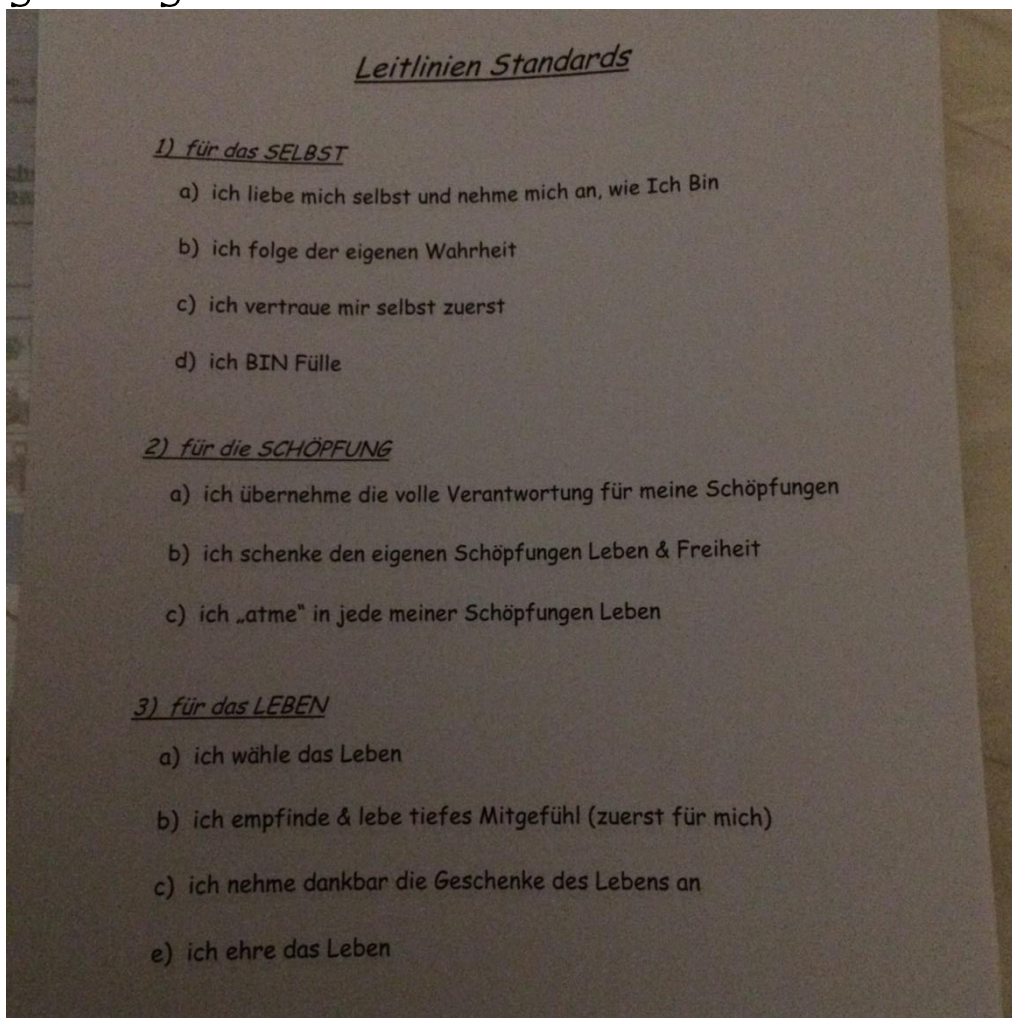 Leitlinien Standards
1) für das SELBST
a) ich liebe mich selbst und nehme mich an, wie Ich Bin
b) ich folge der eigenen Wahrheit
c) ich vertraue mir selbst zuerst
d) ich BIN Fülle
2) für die SCHÖPFUNG
a) ich übernehme die volle Verantwortung für meine Schöpfungen
b) ich schenke den eigenen Schöpfungen Leben & Freiheit
c) ich „atme“ in jede meiner Schöpfungen Leben
3) für das LEBEN
a) ich wähle das Leben
b) ich empfinde & lebe tiefes Mitgefühl (zuerst für mich)
c) ich nehme dankbar die Geschenke des Lebens an
e) ich ehre das Leben